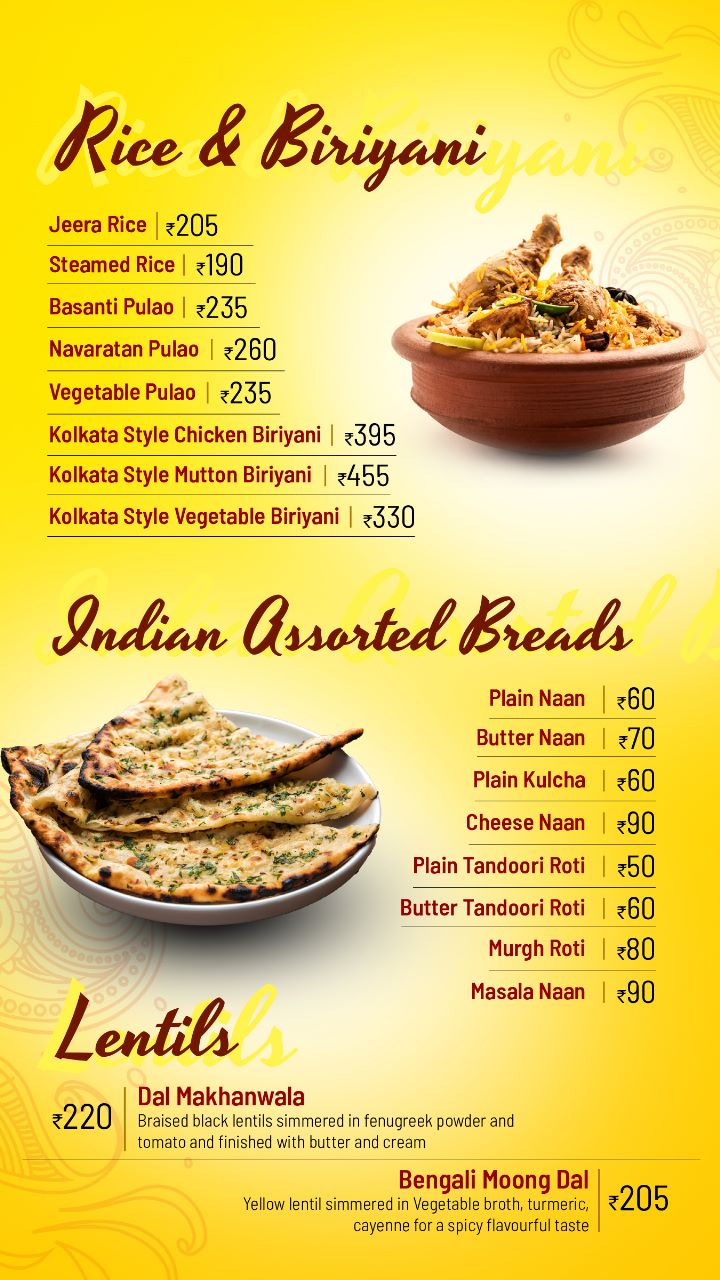 Rice & Biriyani
Jeera Rice | ₹205
Steamed Rice | ₹190
Basanti Pulao | ₹235
Navaratan Pulao | ₹260
Vegetable Pulao | ₹235
Kolkata Style Chicken Biriyani | ₹395
Kolkata Style Mutton Biriyani | ₹455
Kolkata Style Vegetable Biriyani | ₹330
Indian Assorted Breads
Plain Naan | ₹60
Butter Naan | ₹70
Plain Kulcha | ₹60
Cheese Naan | ₹90
Plain Tandoori Roti | ₹50
Butter Tandoori Roti | ₹60
Murgh Roti | ₹80
Masala Naan | ₹90
Lentils
₹220
Dal Makhanwala
Braised black lentils simmered in fenugreek powder and
tomato and finished with butter and cream
Bengali Moong Dal
Yellow lentil simmered in Vegetable broth, turmeric,
cayenne for a spicy flavourful taste
₹205